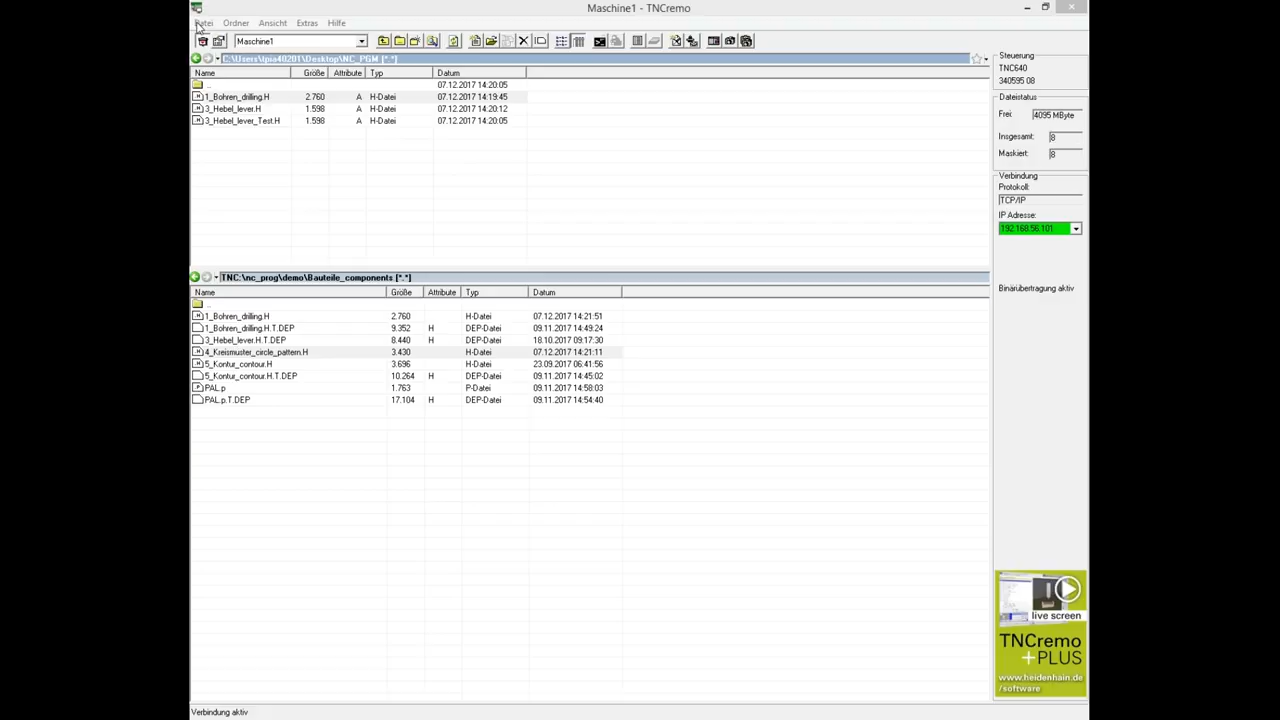 Maschine1 - TNCremo
Datei Ordner Ansicht Extras Hilfe
Maschine1
C:\Users\lpia40201\Desktop\NC_PGM [*.*]
Name Größe Attribute Typ Datum
.. 07.12.2017 14:20:05
1_Bohren_drilling.H 2.760 A H-Datei 07.12.2017 14:19:45
3_Hebel_lever.H 1.598 A H-Datei 07.12.2017 14:20:12
3_Hebel_lever_Test.H 1.598 A H-Datei 07.12.2017 14:20:05
TNC:\nc_prog\demo\Bauteile_components [*.*]
Name Größe Attribute Typ Datum
..
1_Bohren_drilling.H 2.760 H-Datei 07.12.2017 14:21:51
1_Bohren_drilling.H.T.DEP 9.352 H DEP-Datei 09.11.2017 14:49:24
3_Hebel_lever.H.T.DEP 8.440 H DEP-Datei 18.10.2017 09:17:30
4_Kreismuster_circle_pattern.H 3.430 H-Datei 07.12.2017 14:21:11
5_Kontur_contour.H 3.696 H-Datei 23.09.2017 06:41:56
5_Kontur_contour.H.T.DEP 10.264 H DEP-Datei 09.11.2017 14:45:02
PAL.p 1.763 P-Datei 09.11.2017 14:58:03
PAL.p.T.DEP 17.104 H DEP-Datei 09.11.2017 14:54:40
Steuerung
TNC640
340595 08
Dateistatus
Frei: 4095 MByte
Insgesamt: 8
Maskiert: 8
Verbindung
Protokoll:
TCP/IP
IP Adresse:
192.168.56.101
Binärübertragung aktiv
live screen
TNCremo
+PLUS
www.heidenhain.de
/software
Verbindung aktiv